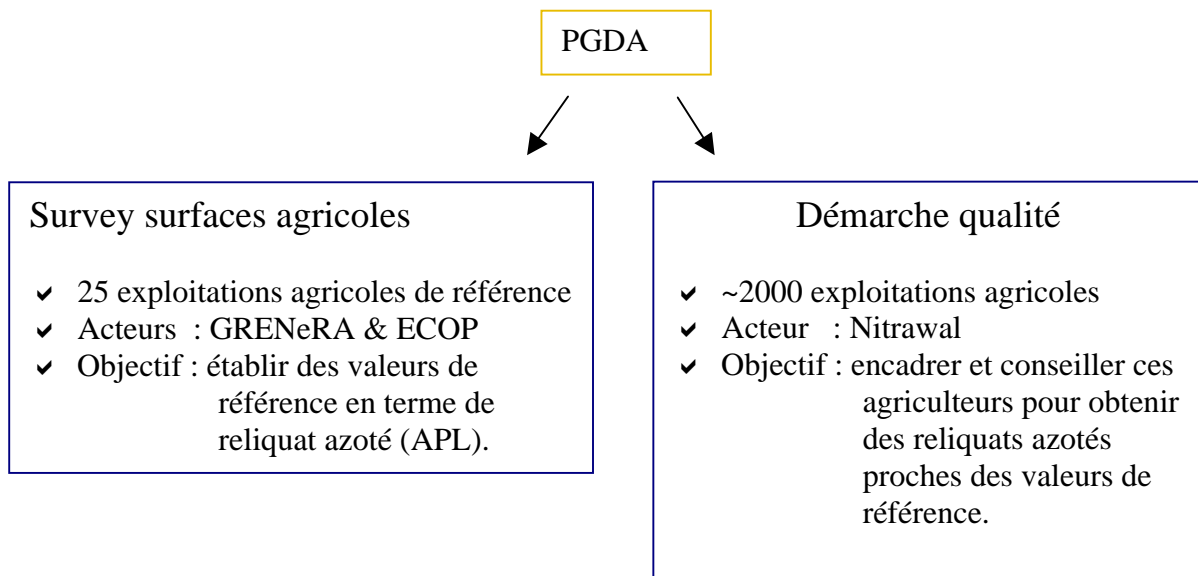 PGDA
Survey surfaces agricoles
✔ 25 exploitations agricoles de référence
✔ Acteurs : GRENeRA & ECOP
✔ Objectif : établir des valeurs de
référence en terme de
reliquat azoté (APL).
Démarche qualité
✔ ~2000 exploitations agricoles
✔ Acteur : Nitrawal
✔ Objectif : encadrer et conseiller ces
agriculteurs pour obtenir
des reliquats azotés
proches des valeurs de
référence.